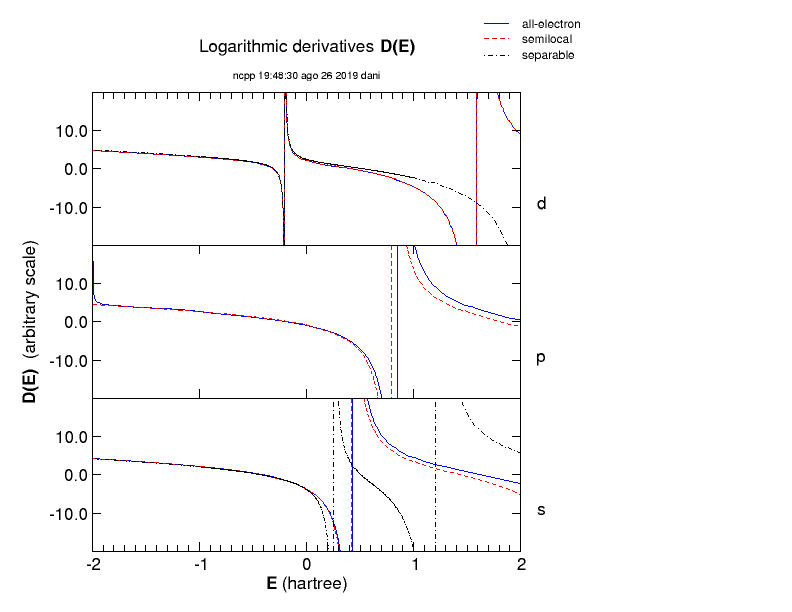 all-electron
semilocal
separable
Logarithmic derivatives D(E)
ncpp 19:48:30 ago 26 2019 dani
10.0
0.0
-10.0
d
10.0
0.0
-10.0
p
10.0
0.0
-10.0
s
D(E) (arbitrary scale)
-2 -1 0 1 2
E (hartree)